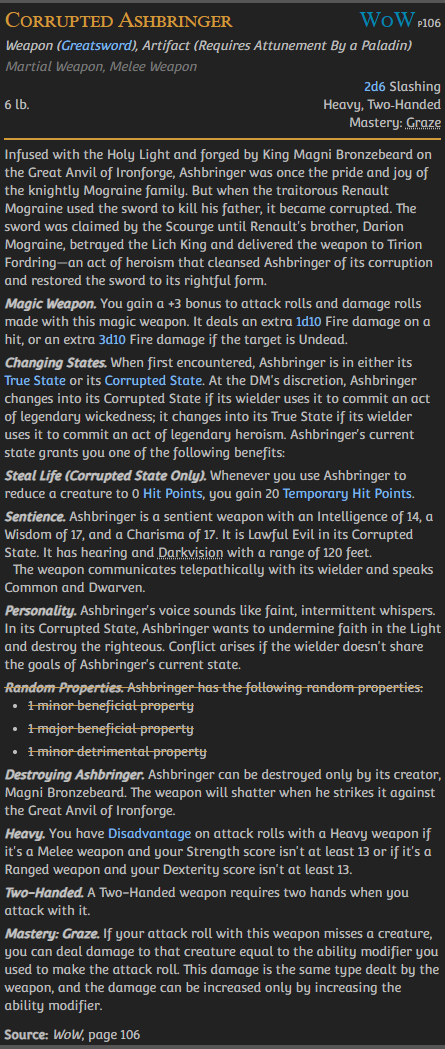 Corrupted Ashbringer WoW p106
Weapon (Greatsword), Artifact (Requires Attunement By a Paladin)
Martial Weapon, Melee Weapon
2d6 Slashing
6 lb. Heavy, Two-Handed
Mastery: Graze
Infused with the Holy Light and forged by King Magni Bronzebeard on
the Great Anvil of Ironforge, Ashbringer was once the pride and joy of
the knightly Mograine family. But when the traitorous Renault
Mograine used the sword to kill his father, it became corrupted. The
sword was claimed by the Scourge until Renault's brother, Darion
Mograine, betrayed the Lich King and delivered the weapon to Tirion
Fordring—an act of heroism that cleansed Ashbringer of its corruption
and restored the sword to its rightful form.
Magic Weapon. You gain a +3 bonus to attack rolls and damage rolls
made with this magic weapon. It deals an extra 1d10 Fire damage on a
hit, or an extra 3d10 Fire damage if the target is Undead.
Changing States. When first encountered, Ashbringer is in either its
True State or its Corrupted State. At the DM's discretion, Ashbringer
changes into its Corrupted State if its wielder uses it to commit an act
of legendary wickedness; it changes into its True State if its wielder
uses it to commit an act of legendary heroism. Ashbringer's current
state grants you one of the following benefits:
Steal Life (Corrupted State Only). Whenever you use Ashbringer to
reduce a creature to 0 Hit Points, you gain 20 Temporary Hit Points.
Sentience. Ashbringer is a sentient weapon with an Intelligence of 14, a
Wisdom of 17, and a Charisma of 17. It is Lawful Evil in its Corrupted
State. It has hearing and Darkvision with a range of 120 feet.
The weapon communicates telepathically with its wielder and speaks
Common and Dwarven.
Personality. Ashbringer's voice sounds like faint, intermittent whispers.
In its Corrupted State, Ashbringer wants to undermine faith in the Light
and destroy the righteous. Conflict arises if the wielder doesn't share
the goals of Ashbringer's current state.
Random Properties. Ashbringer has the following random properties:
• 1 minor beneficial property
• 1 major beneficial property
• 1 minor detrimental property
Destroying Ashbringer. Ashbringer can be destroyed only by its creator,
Magni Bronzebeard. The weapon will shatter when he strikes it against
the Great Anvil of Ironforge.
Heavy. You have Disadvantage on attack rolls with a Heavy weapon if
it's a Melee weapon and your Strength score isn't at least 13 or if it's a
Ranged weapon and your Dexterity score isn't at least 13.
Two-Handed. A Two-Handed weapon requires two hands when you
attack with it.
Mastery: Graze. If your attack roll with this weapon misses a creature,
you can deal damage to that creature equal to the ability modifier you
used to make the attack roll. This damage is the same type dealt by the
weapon, and the damage can be increased only by increasing the
ability modifier.
Source: WoW, page 106